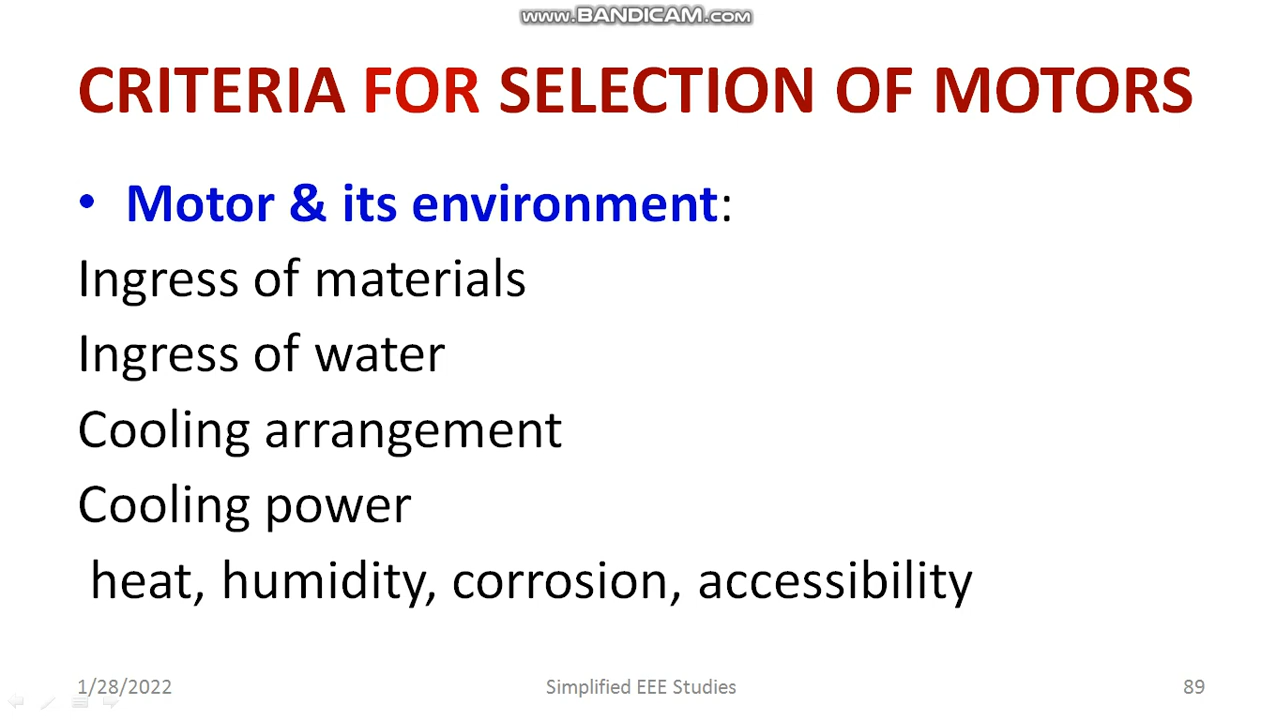 www.BANDICAM.com
CRITERIA FOR SELECTION OF MOTORS
• Motor & its environment:
Ingress of materials
Ingress of water
Cooling arrangement
Cooling power
heat, humidity, corrosion, accessibility
1/28/2022 Simplified EEE Studies 89